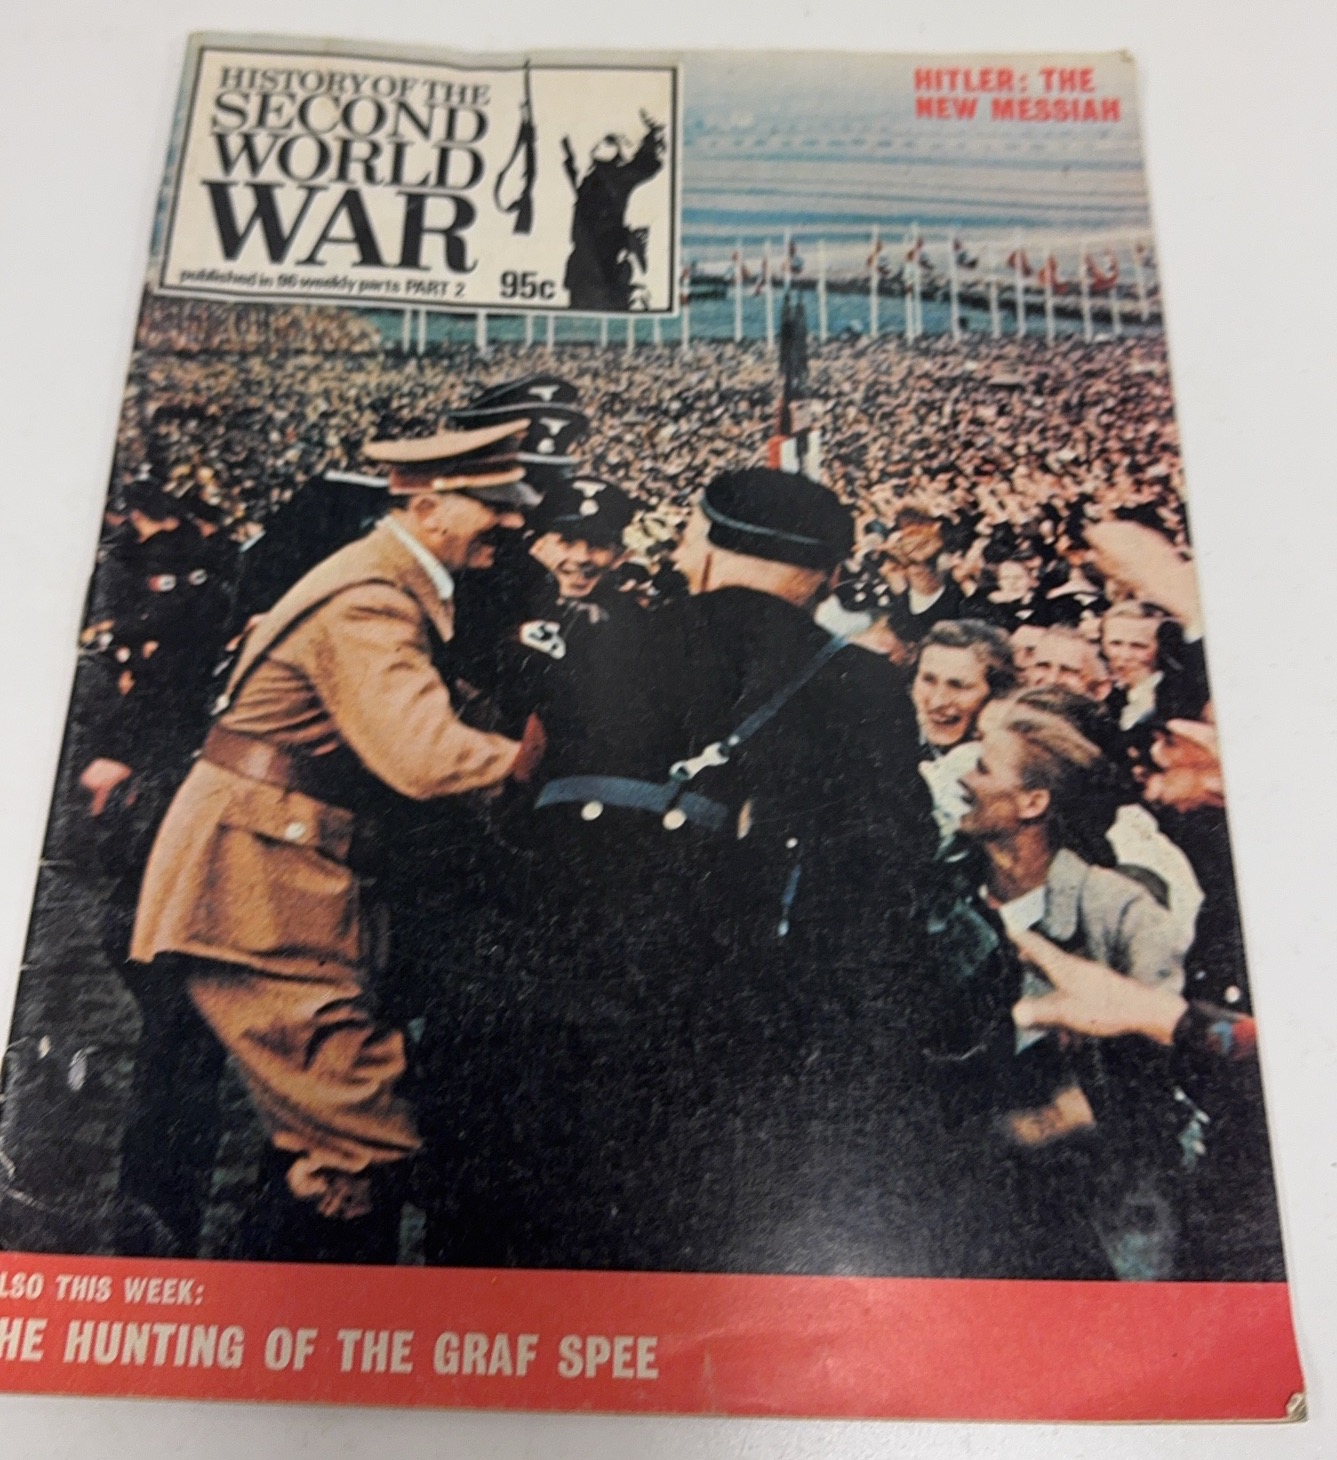 HISTORY OF THE
SECOND
WORLD
WAR
published in 96 weekly parts PART 2
95c
HITLER: THE
NEW MESSIAH
LSO THIS WEEK:
HE HUNTING OF THE GRAF SPEE